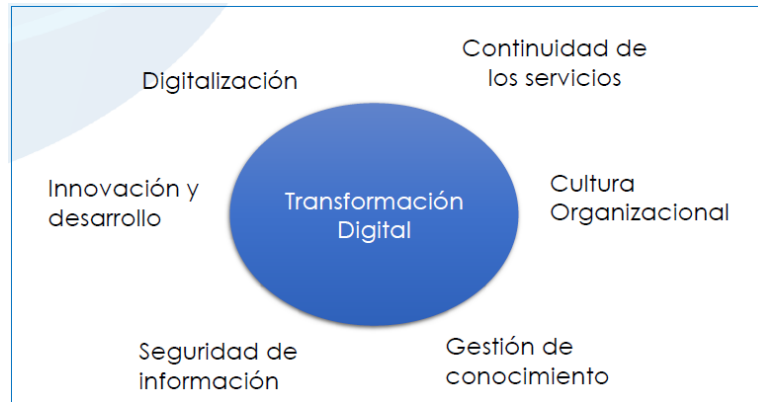 Digitalización
Continuidad de
los servicios
Innovación y
desarrollo
Transformación
Digital
Cultura
Organizacional
Seguridad de
información
Gestión de
conocimiento